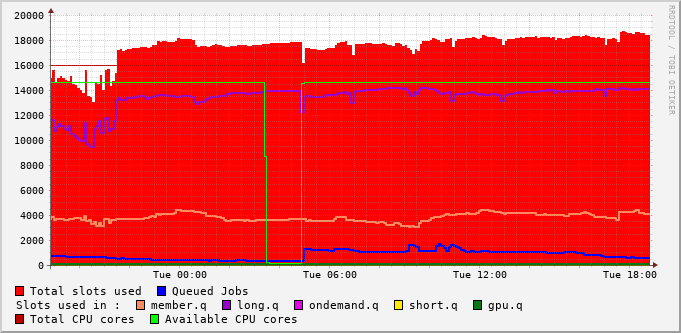 RRDTOOL / TOBI OETIKER
20000
18000
16000
14000
12000
10000
8000
6000
4000
2000
0
Tue 00:00 Tue 06:00 Tue 12:00 Tue 18:00
Total slots used Queued Jobs
Slots used in : member.q long.q ondemand.q short.q gpu.q
Total CPU cores Available CPU cores